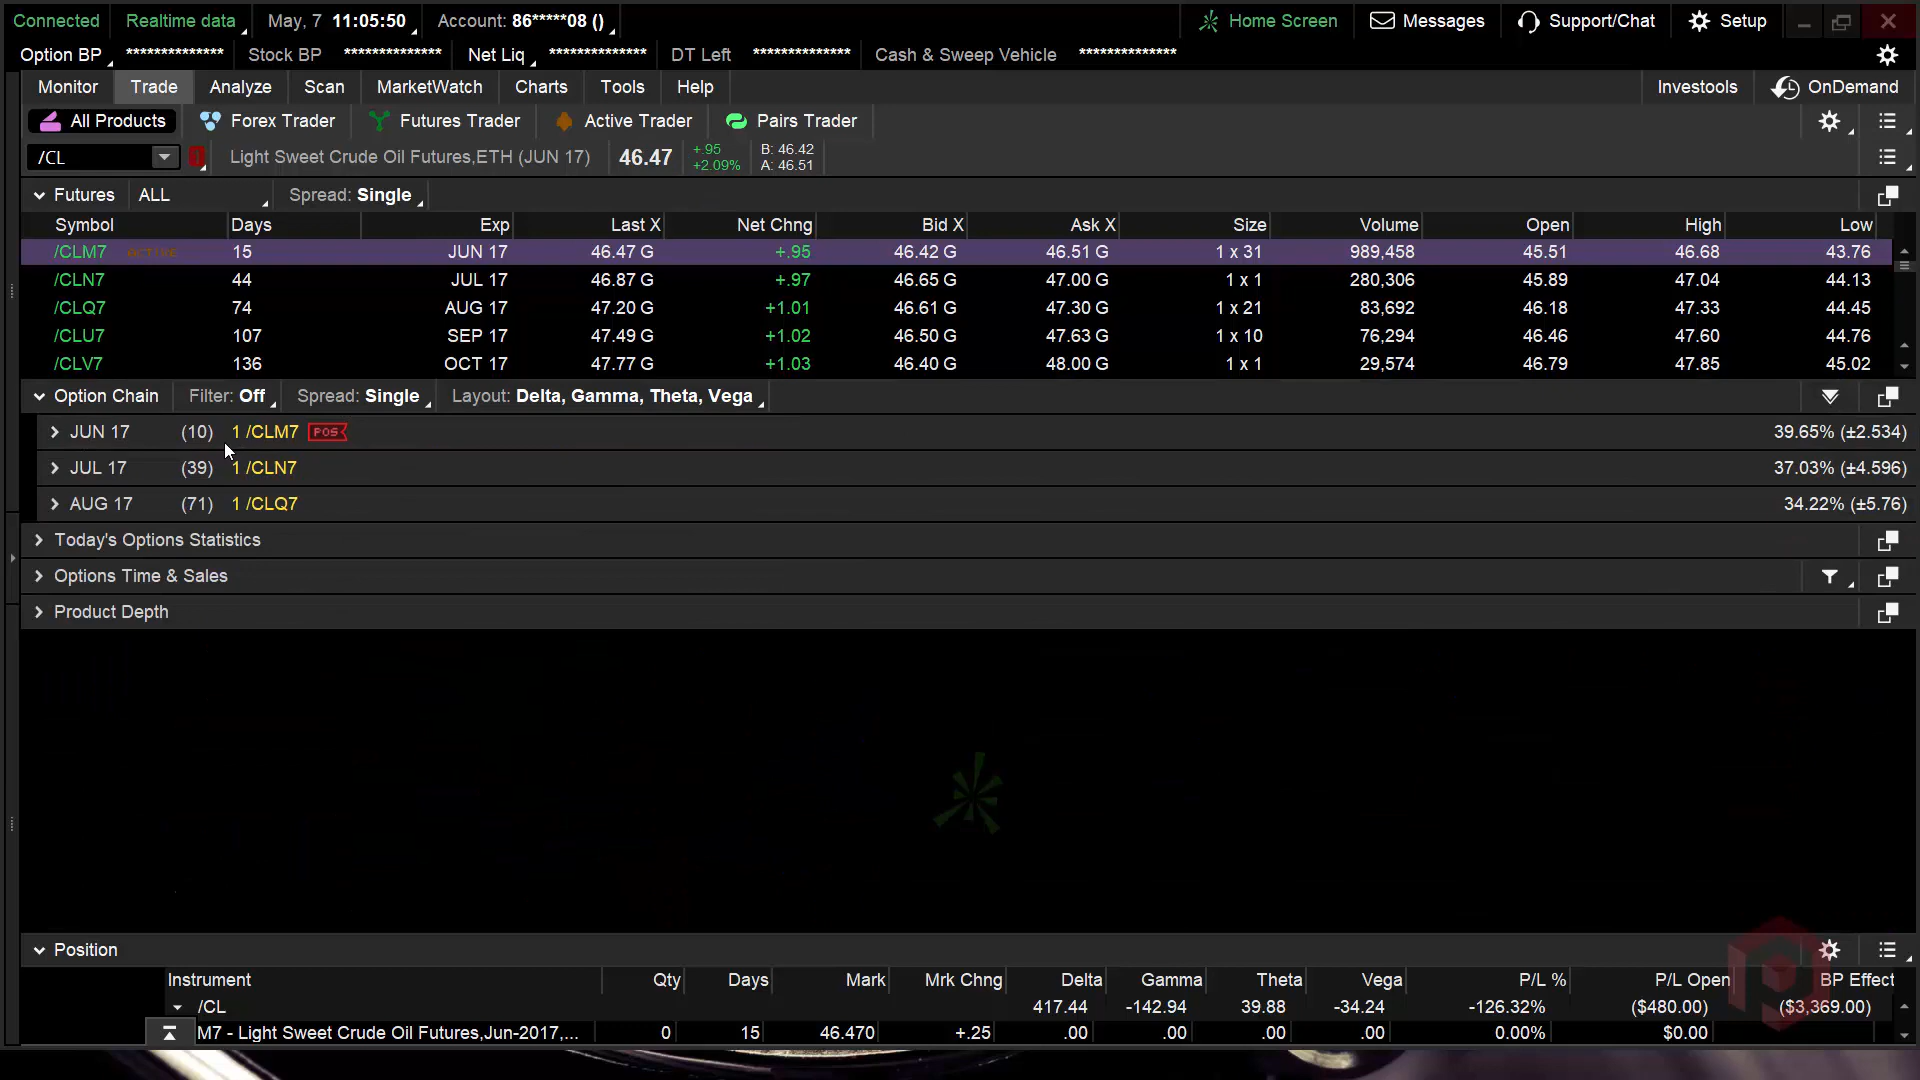 Connected Realtime data May, 7 11:05:50 Account: 86*****08 () Home Screen Messages Support/Chat Setup
Option BP ************** Stock BP ************** Net Liq ************** DT Left ************** Cash & Sweep Vehicle **************
Monitor Trade Analyze Scan MarketWatch Charts Tools Help Investools OnDemand
All Products Forex Trader Futures Trader Active Trader Pairs Trader
/CL Light Sweet Crude Oil Futures,ETH (JUN 17) 46.47 +.95 B: 46.42
+2.09% A: 46.51
Futures ALL Spread: Single
Symbol Days Exp Last X Net Chng Bid X Ask X Size Volume Open High Low
/CLM7 ACTIVE 15 JUN 17 46.47 G +.95 46.42 G 46.51 G 1 x 31 989,458 45.51 46.68 43.76
/CLN7 44 JUL 17 46.87 G +.97 46.65 G 47.00 G 1 x 1 280,306 45.89 47.04 44.13
/CLQ7 74 AUG 17 47.20 G +1.01 46.61 G 47.30 G 1 x 21 83,692 46.18 47.33 44.45
/CLU7 107 SEP 17 47.49 G +1.02 46.50 G 47.63 G 1 x 10 76,294 46.46 47.60 44.76
/CLV7 136 OCT 17 47.77 G +1.03 46.40 G 48.00 G 1 x 1 29,574 46.79 47.85 45.02
Option Chain Filter: Off Spread: Single Layout: Delta, Gamma, Theta, Vega
JUN 17 (10) 1 /CLM7 POS 39.65% (±2.534)
JUL 17 (39) 1 /CLN7 37.03% (±4.596)
AUG 17 (71) 1 /CLQ7 34.22% (±5.76)
Today's Options Statistics
Options Time & Sales
Product Depth
Position
Instrument Qty Days Mark Mrk Chng Delta Gamma Theta Vega P/L % P/L Open BP Effect
/CL 417.44 -142.94 39.88 -34.24 -126.32% ($480.00) ($3,369.00)
M7 - Light Sweet Crude Oil Futures,Jun-2017,... 0 15 46.470 +.25 .00 .00 .00 .00 0.00% $0.00